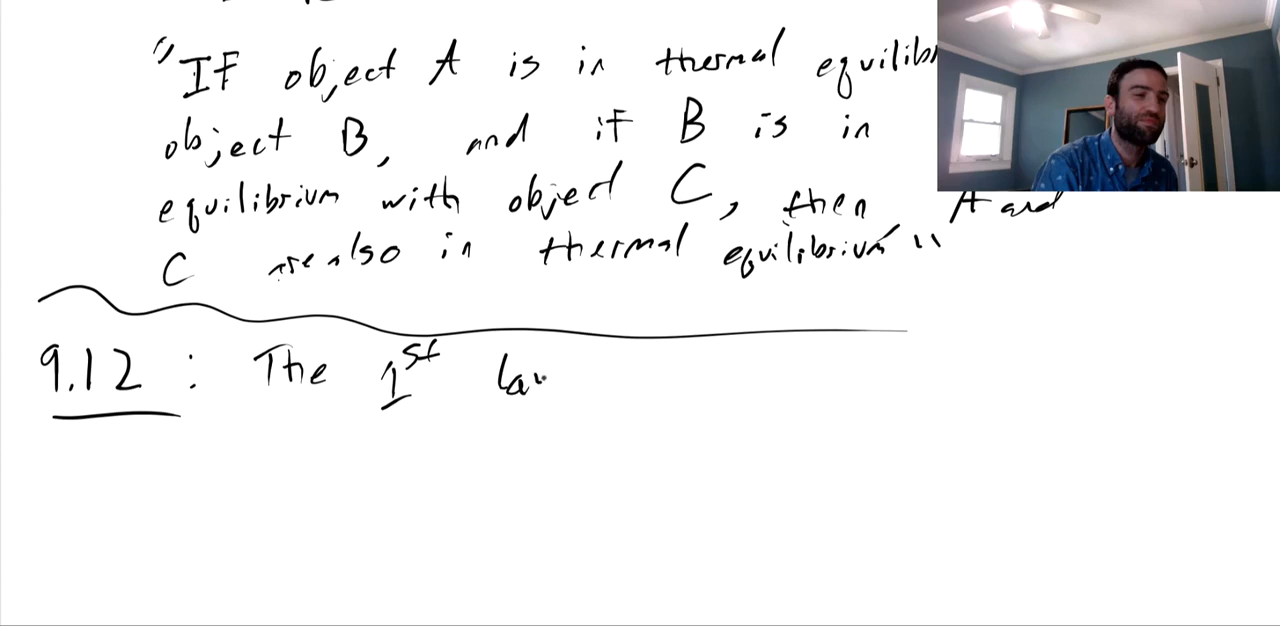 "If object A is in thermal equilib
object B, and if B is in
equilibrium with object C, then A and
C are also in thermal equilibrium"
9.12 : The 1st la